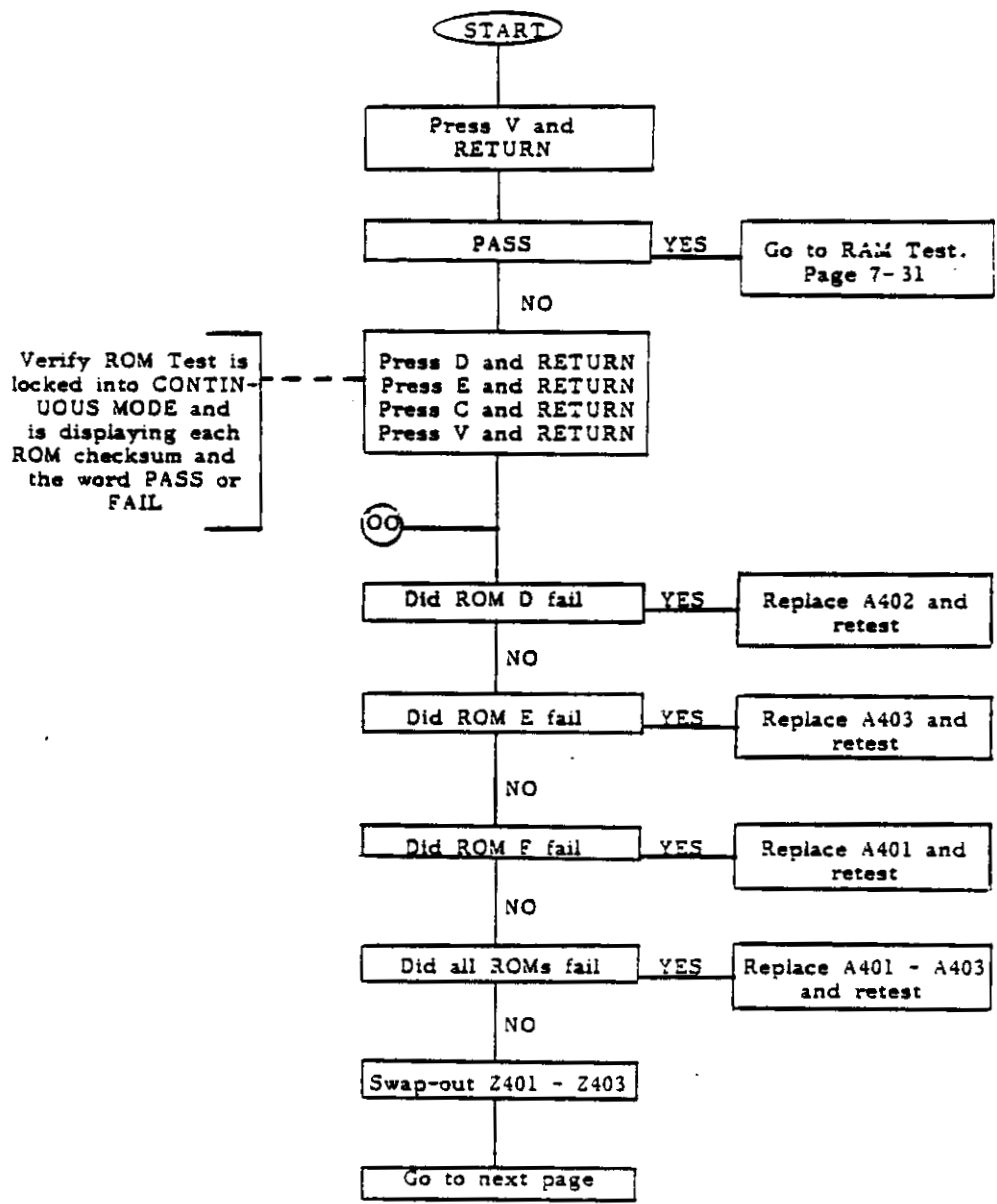 START
Press V and
RETURN
PASS
YES
Go to RAM Test.
Page 7-31
NO
Verify ROM Test is
locked into CONTIN-
UOUS MODE and
is displaying each
ROM checksum and
the word PASS or
FAIL
Press D and RETURN
Press E and RETURN
Press C and RETURN
Press V and RETURN
OO
Did ROM D fail
YES
Replace A402 and
retest
NO
Did ROM E fail
YES
Replace A403 and
retest
NO
Did ROM F fail
YES
Replace A401 and
retest
NO
Did all ROMs fail
YES
Replace A401 - A403
and retest
NO
Swap-out Z401 - Z403
Go to next page